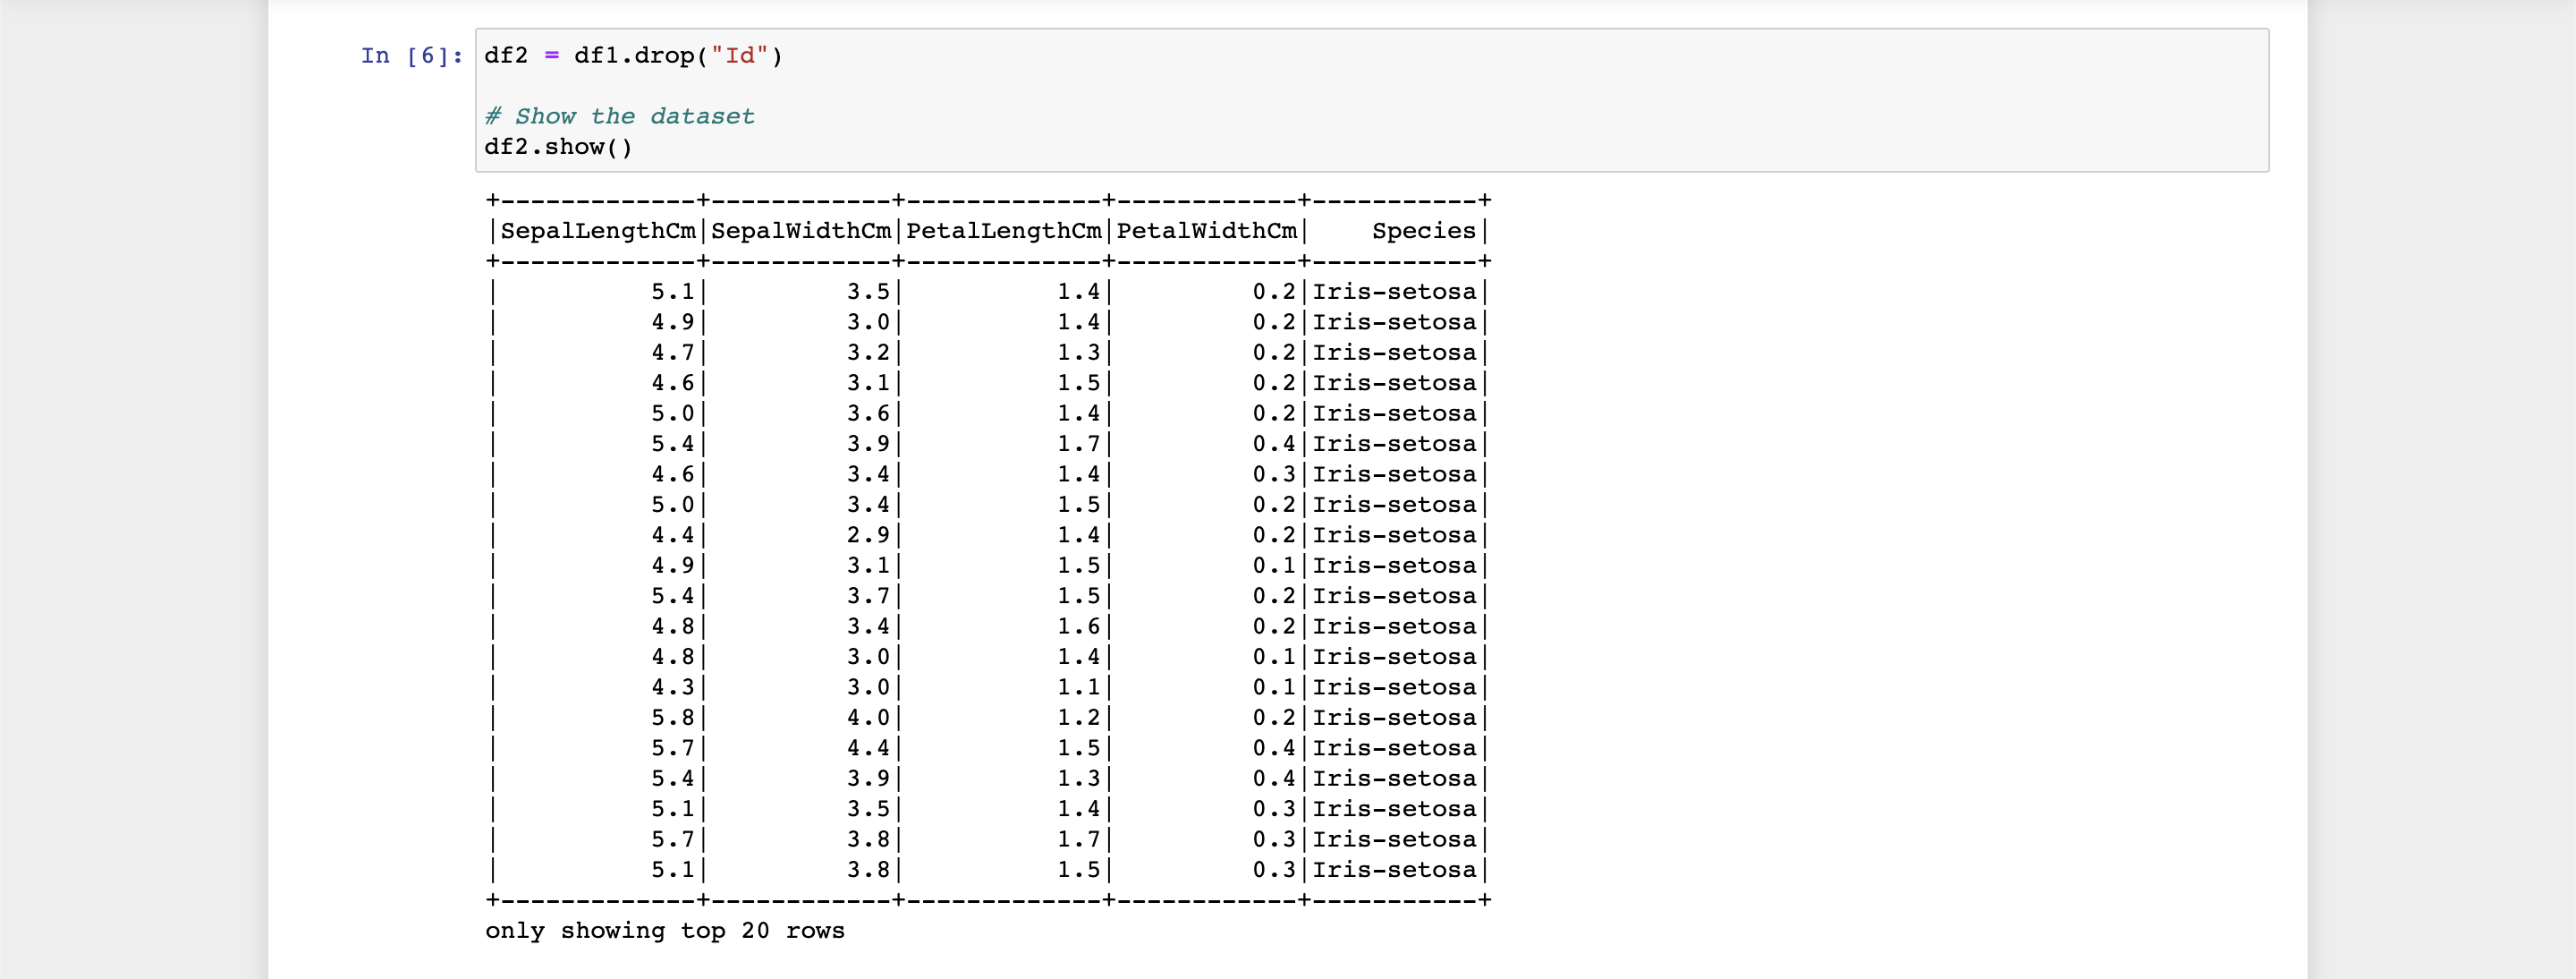 In [6]: df2 = df1.drop("Id")
# Show the dataset
df2.show()
+-------------+------------+-------------+------------+-----------+
|SepalLengthCm|SepalWidthCm|PetalLengthCm|PetalWidthCm|    Species|
+-------------+------------+-------------+------------+-----------+
|          5.1|         3.5|          1.4|         0.2|Iris-setosa|
|          4.9|         3.0|          1.4|         0.2|Iris-setosa|
|          4.7|         3.2|          1.3|         0.2|Iris-setosa|
|          4.6|         3.1|          1.5|         0.2|Iris-setosa|
|          5.0|         3.6|          1.4|         0.2|Iris-setosa|
|          5.4|         3.9|          1.7|         0.4|Iris-setosa|
|          4.6|         3.4|          1.4|         0.3|Iris-setosa|
|          5.0|         3.4|          1.5|         0.2|Iris-setosa|
|          4.4|         2.9|          1.4|         0.2|Iris-setosa|
|          4.9|         3.1|          1.5|         0.1|Iris-setosa|
|          5.4|         3.7|          1.5|         0.2|Iris-setosa|
|          4.8|         3.4|          1.6|         0.2|Iris-setosa|
|          4.8|         3.0|          1.4|         0.1|Iris-setosa|
|          4.3|         3.0|          1.1|         0.1|Iris-setosa|
|          5.8|         4.0|          1.2|         0.2|Iris-setosa|
|          5.7|         4.4|          1.5|         0.4|Iris-setosa|
|          5.4|         3.9|          1.3|         0.4|Iris-setosa|
|          5.1|         3.5|          1.4|         0.3|Iris-setosa|
|          5.7|         3.8|          1.7|         0.3|Iris-setosa|
|          5.1|         3.8|          1.5|         0.3|Iris-setosa|
+-------------+------------+-------------+------------+-----------+
only showing top 20 rows